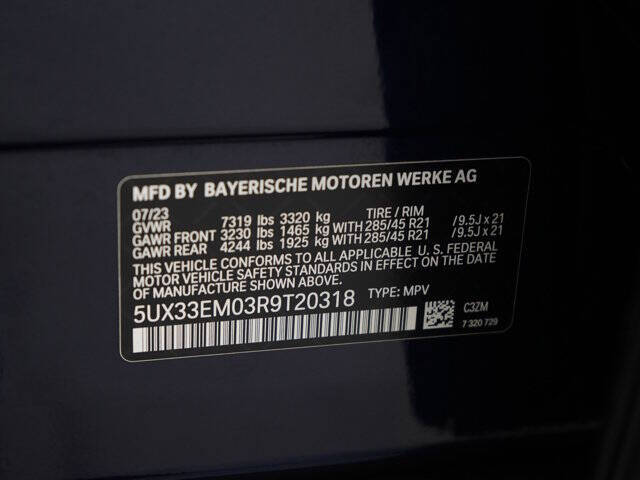 MFD BY BAYERISCHE MOTOREN WERKE AG
07/23 TIRE / RIM
GVWR 7319 lbs 3320 kg
GAWR FRONT 3230 lbs 1465 kg WITH 285/45 R21 /9.5J x 21
GAWR REAR 4244 lbs 1925 kg WITH 285/45 R21 /9.5J x 21
THIS VEHICLE CONFORMS TO ALL APPLICABLE U. S. FEDERAL
MOTOR VEHICLE SAFETY STANDARDS IN EFFECT ON THE DATE
OF MANUFACTURE SHOWN ABOVE.
5UX33EM03R9T20318 TYPE: MPV
C3ZM
7 320 729